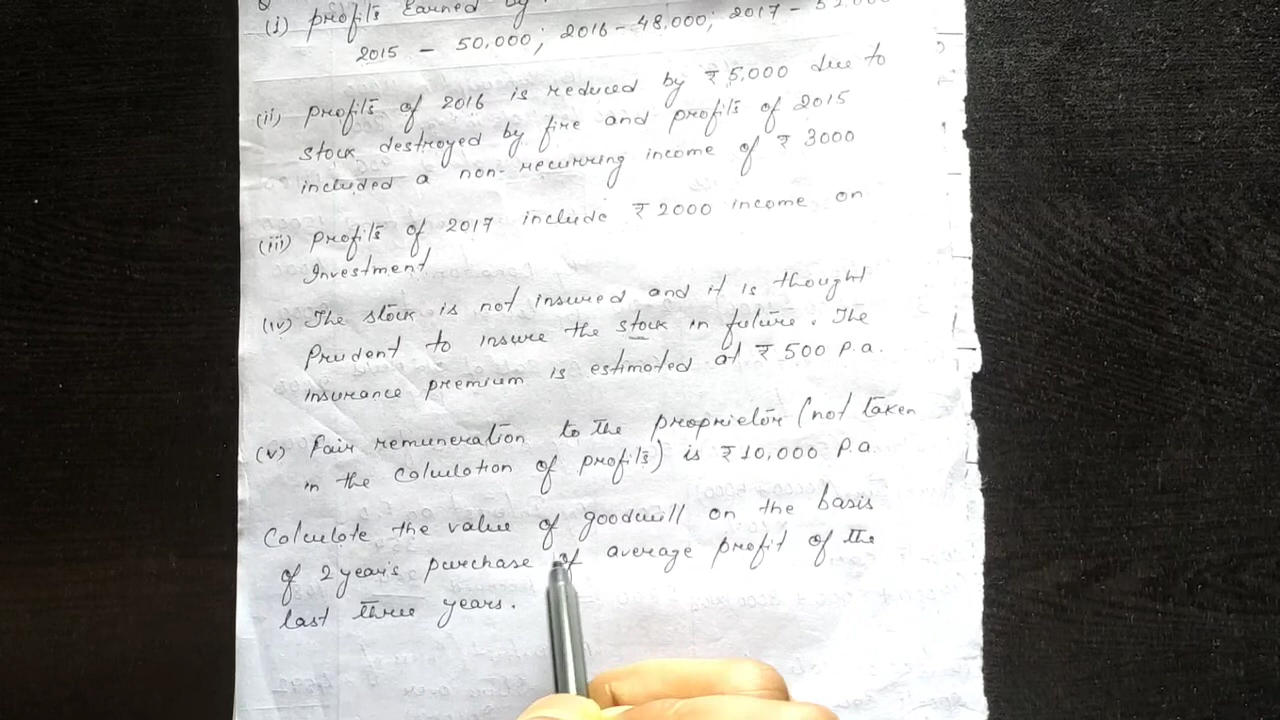 (i) Profits Earned by
2015 - 50,000; 2016 - 48,000; 2017 -
(ii) Profits of 2016 is reduced by ₹ 5,000 due to
stock destroyed by fire and profits of 2015
included a non-recurring income of ₹ 3000
(iii) Profits of 2017 include ₹ 2000 income on
Investment
(iv) The stock is not insured and it is thought
Prudent to insure the stock in future. The
insurance premium is estimated at ₹ 500 P.a.
(v) Fair remuneration to the proprietor (not taken
in the calculation of profits) is ₹ 10,000 P.a
Calculate the value of goodwill on the basis
of 2 year's purchase of average profit of the
last three years.